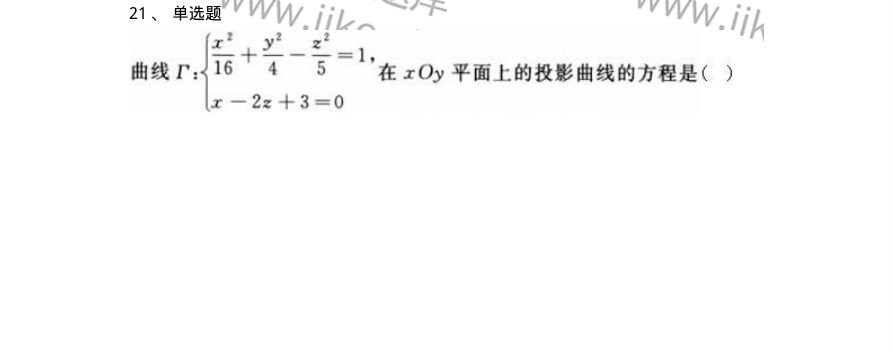 21 、 单选题
曲线 Γ:{x²/16 + y²/4 − z²/5 = 1, x − 2z + 3 = 0 在 xOy 平面上的投影曲线的方程是( )